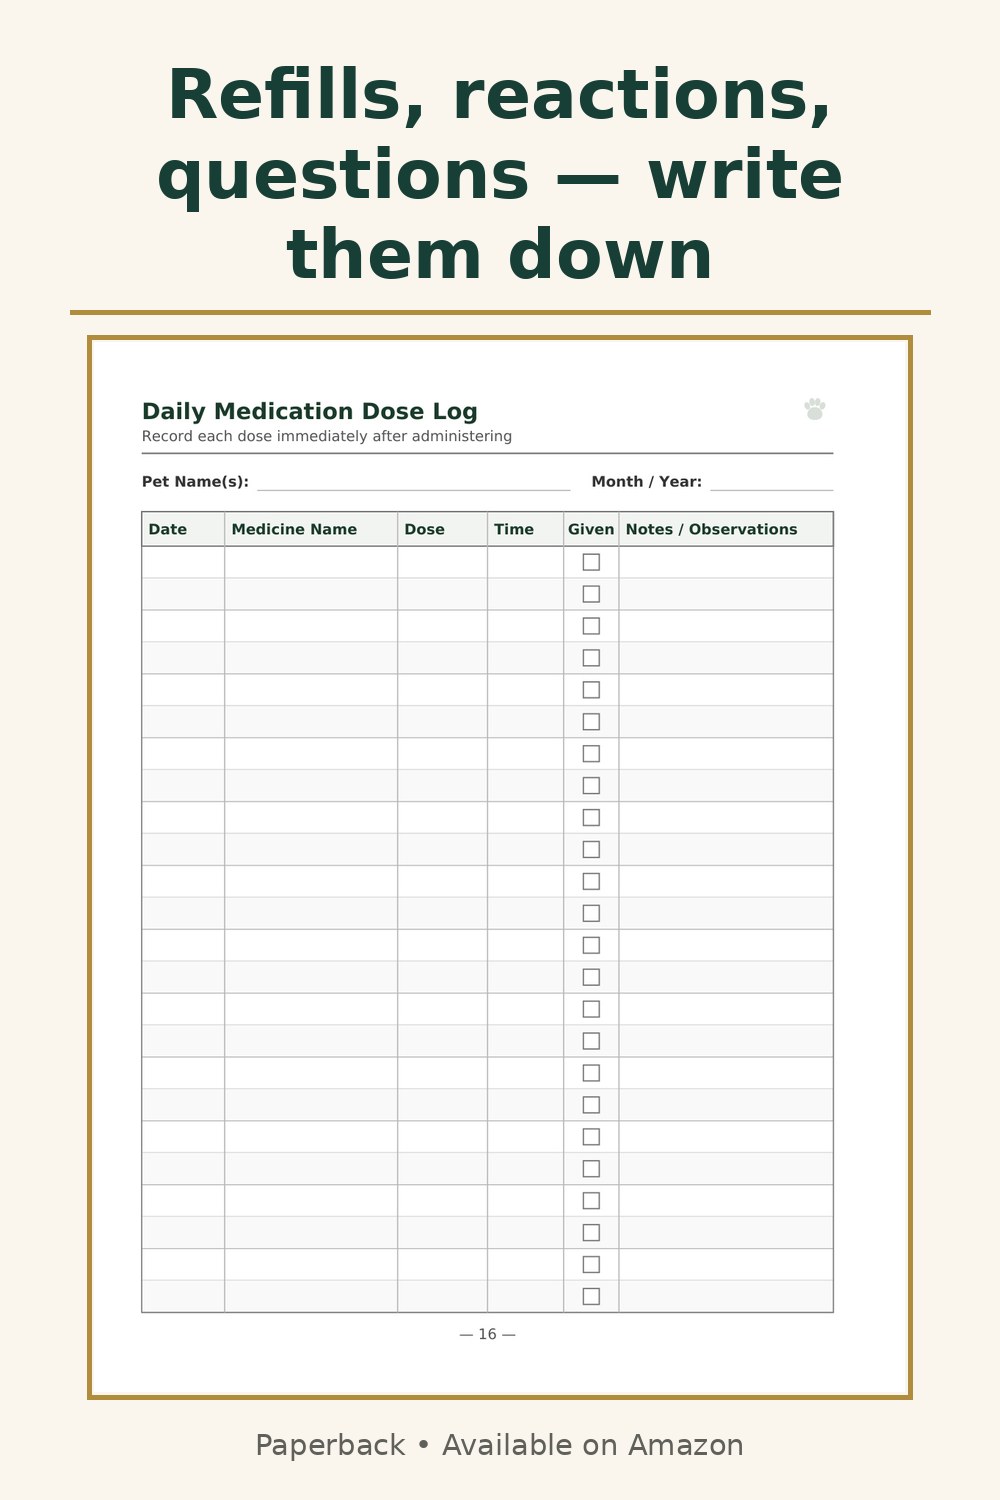 Refills, reactions,
questions — write
them down
Daily Medication Dose Log
Record each dose immediately after administering
Pet Name(s): Month / Year:
Date Medicine Name Dose Time Given Notes / Observations
— 16 —
Paperback • Available on Amazon